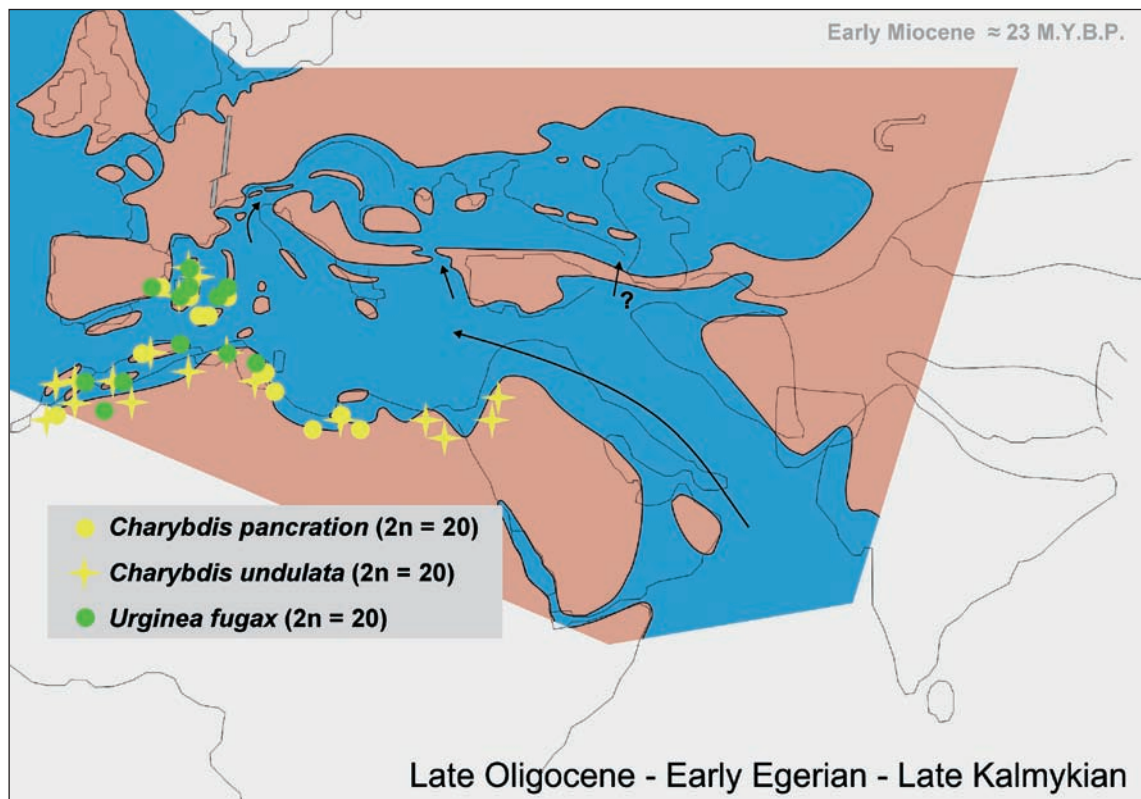 Early Miocene ≈ 23 M.Y.B.P.
?
Charybdis pancration (2n = 20)
Charybdis undulata (2n = 20)
Urginea fugax (2n = 20)
Late Oligocene - Early Egerian - Late Kalmykian